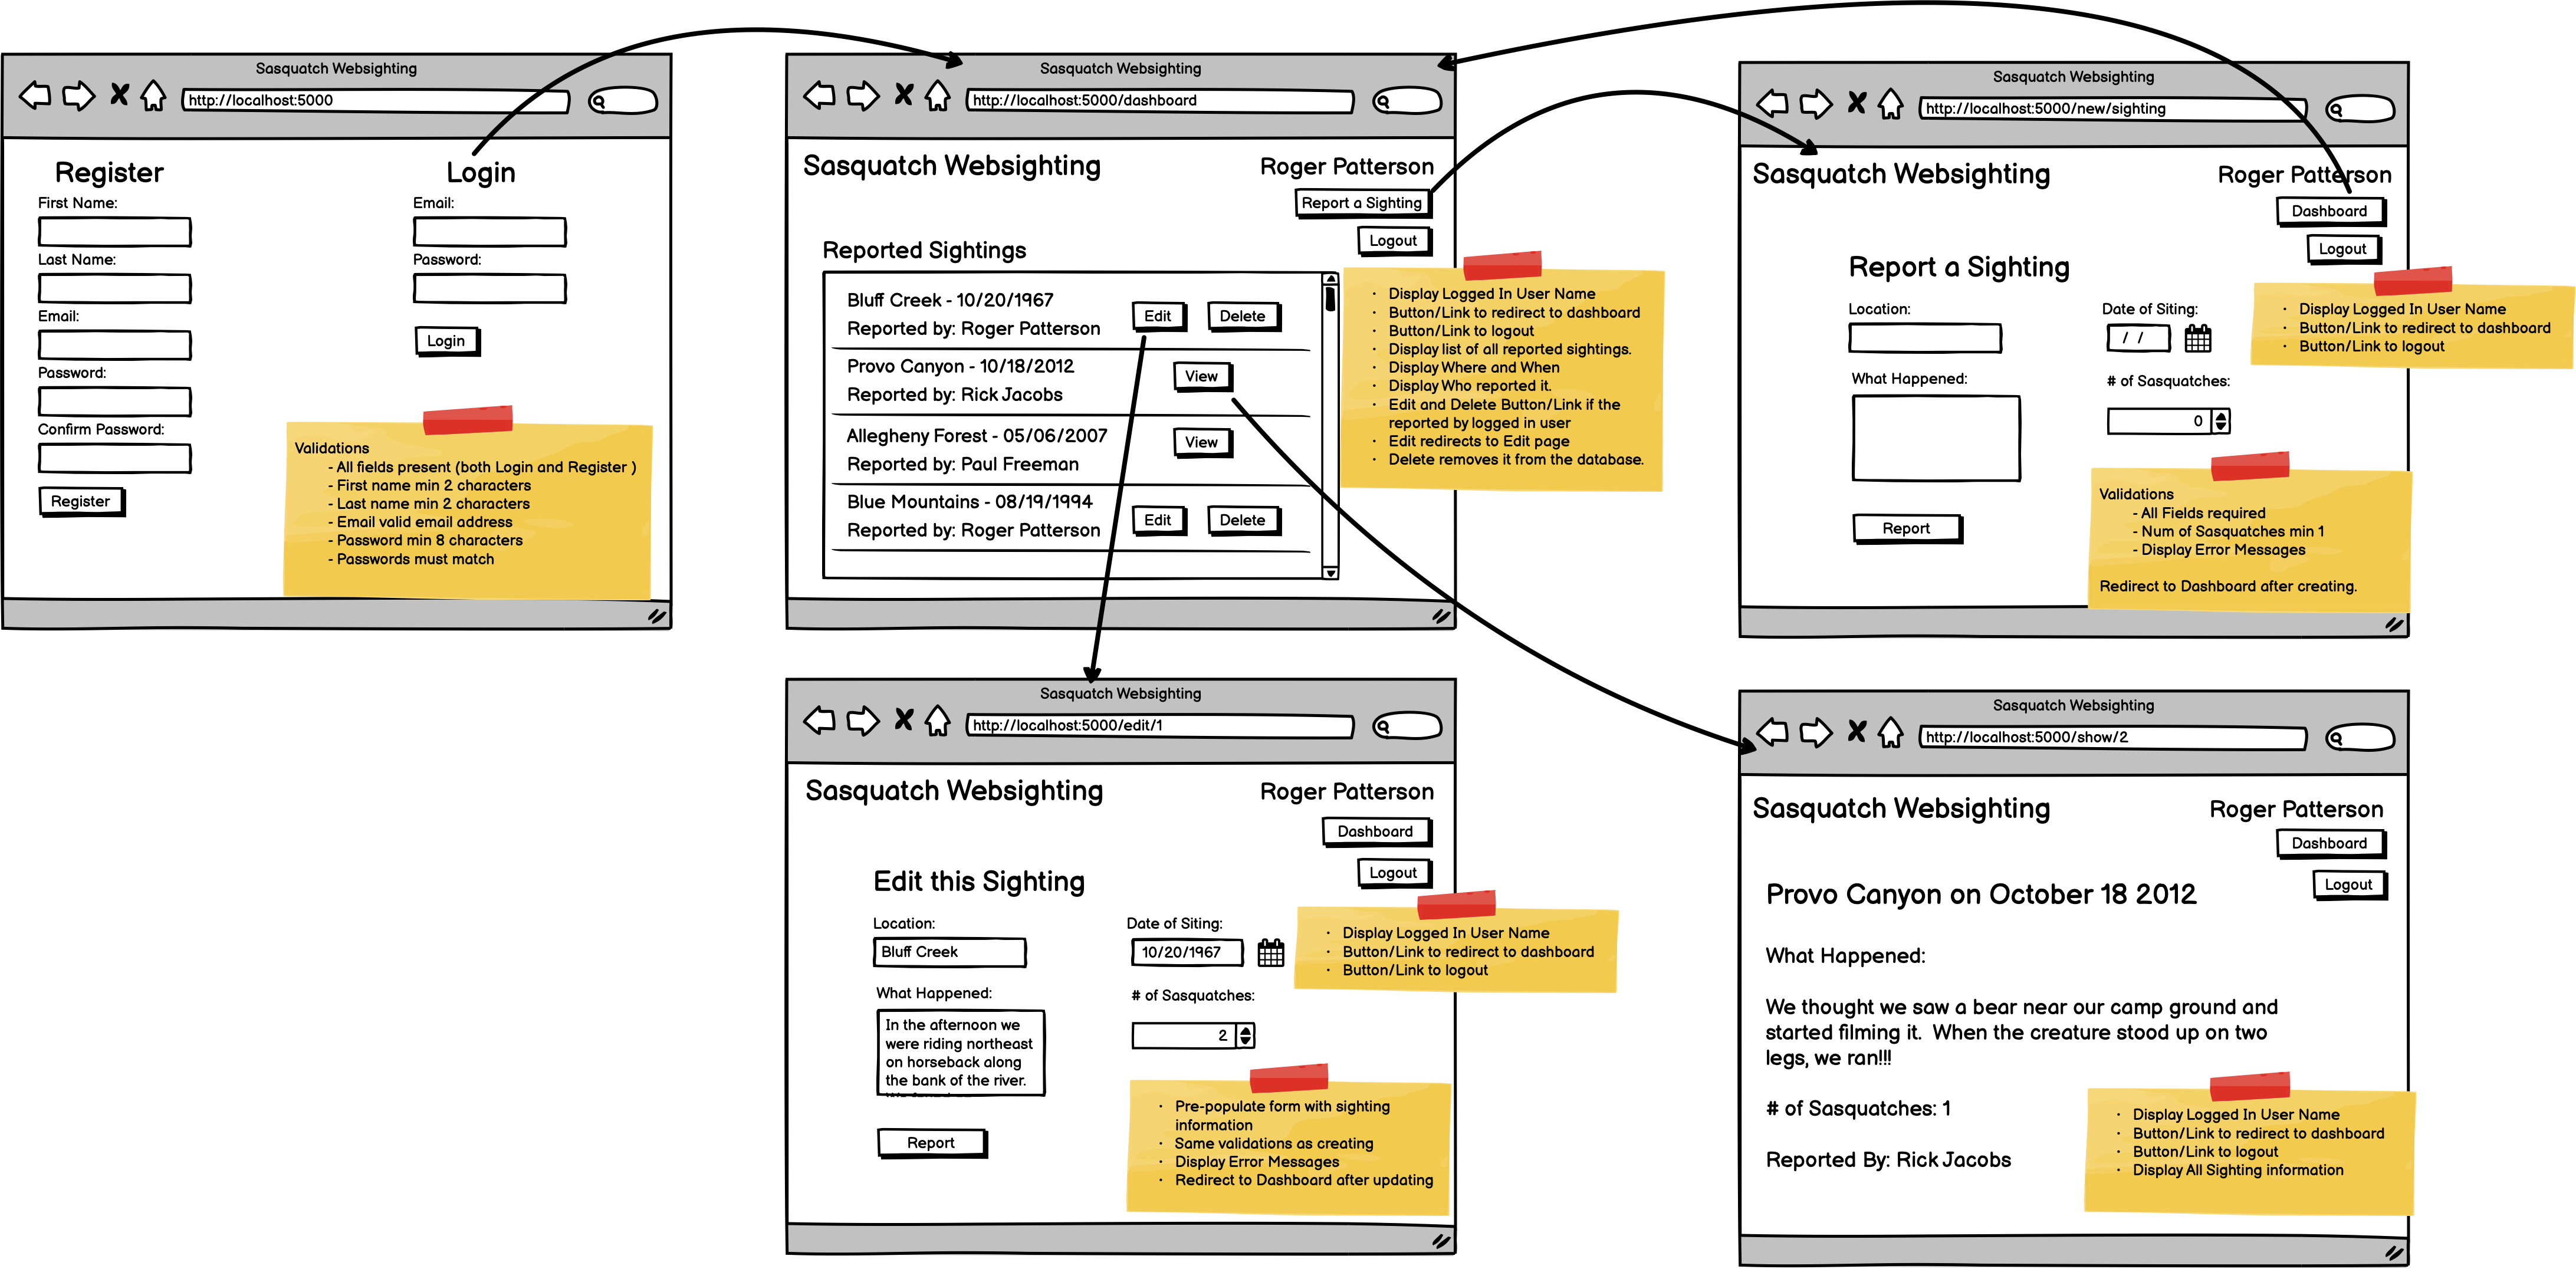 Sasquatch Websighting
http://localhost:5000
Register
First Name:
Last Name:
Email:
Password:
Confirm Password:
Register
Login
Email:
Password:
Login
Validations
- All fields present (both Login and Register )
- First name min 2 characters
- Last name min 2 characters
- Email valid email address
- Password min 8 characters
- Passwords must match
Sasquatch Websighting
http://localhost:5000/dashboard
Sasquatch Websighting
Roger Patterson
Report a Sighting
Logout
Reported Sightings
Bluff Creek - 10/20/1967
Reported by: Roger Patterson
Edit
Delete
Provo Canyon - 10/18/2012
Reported by: Rick Jacobs
View
Allegheny Forest - 05/06/2007
Reported by: Paul Freeman
View
Blue Mountains - 08/19/1994
Reported by: Roger Patterson
Edit
Delete
· Display Logged In User Name
· Button/Link to redirect to dashboard
· Button/Link to logout
· Display list of all reported sightings.
· Display Where and When
· Display Who reported it.
· Edit and Delete Button/Link if the
reported by logged in user
· Edit redirects to Edit page
· Delete removes it from the database.
Sasquatch Websighting
http://localhost:5000/new/sighting
Sasquatch Websighting
Roger Patterson
Dashboard
Logout
Report a Sighting
Location:
What Happened:
Report
Date of Siting:
/ /
# of Sasquatches:
0
· Display Logged In User Name
· Button/Link to redirect to dashboard
· Button/Link to logout
Validations
- All Fields required
- Num of Sasquatches min 1
- Display Error Messages
Redirect to Dashboard after creating.
Sasquatch Websighting
http://localhost:5000/edit/1
Sasquatch Websighting
Roger Patterson
Dashboard
Logout
Edit this Sighting
Location:
Bluff Creek
What Happened:
In the afternoon we
were riding northeast
on horseback along
the bank of the river.
Report
Date of Siting:
10/20/1967
# of Sasquatches:
2
· Display Logged In User Name
· Button/Link to redirect to dashboard
· Button/Link to logout
· Pre-populate form with sighting
information
· Same validations as creating
· Display Error Messages
· Redirect to Dashboard after updating
Sasquatch Websighting
http://localhost:5000/show/2
Sasquatch Websighting
Roger Patterson
Dashboard
Logout
Provo Canyon on October 18 2012
What Happened:
We thought we saw a bear near our camp ground and
started filming it. When the creature stood up on two
legs, we ran!!!
# of Sasquatches: 1
Reported By: Rick Jacobs
· Display Logged In User Name
· Button/Link to redirect to dashboard
· Button/Link to logout
· Display All Sighting information